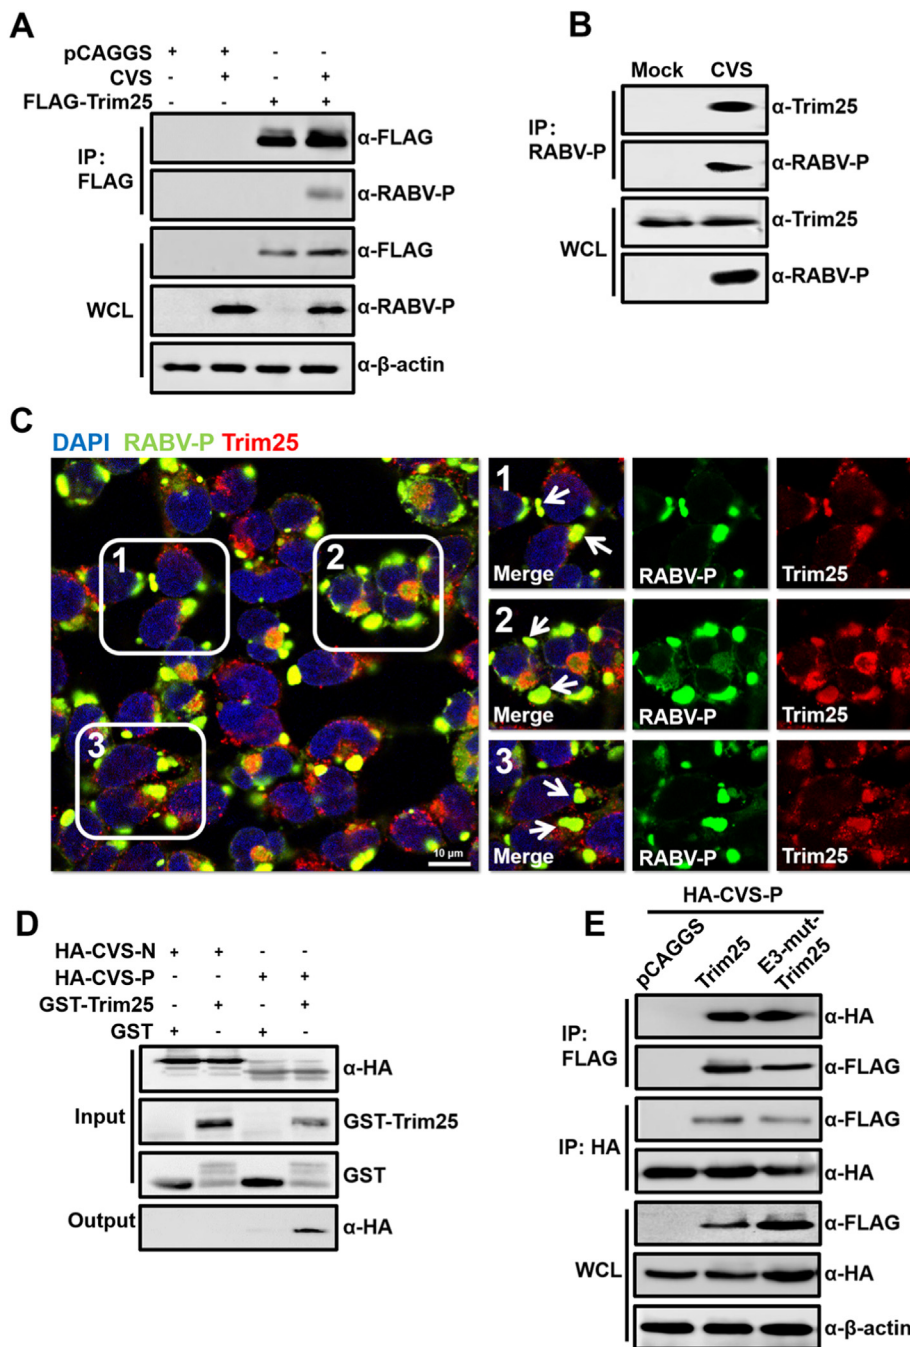 A
pCAGGS + + - -
CVS - + - +
FLAG-Trim25 - - + +
IP:
FLAG
α-FLAG
α-RABV-P
WCL
α-FLAG
α-RABV-P
α-β-actin
B
Mock CVS
IP:
RABV-P
α-Trim25
α-RABV-P
WCL
α-Trim25
α-RABV-P
C
DAPI RABV-P Trim25
1
2
3
10 μm
1
Merge RABV-P Trim25
2
Merge RABV-P Trim25
3
Merge RABV-P Trim25
D
HA-CVS-N + + - -
HA-CVS-P - - + +
GST-Trim25 - + - +
GST + - + -
Input
α-HA
GST-Trim25
GST
Output
α-HA
E
HA-CVS-P
pCAGGS
Trim25
E3-mut-
Trim25
IP:
FLAG
α-HA
α-FLAG
IP: HA
α-FLAG
α-HA
WCL
α-FLAG
α-HA
α-β-actin